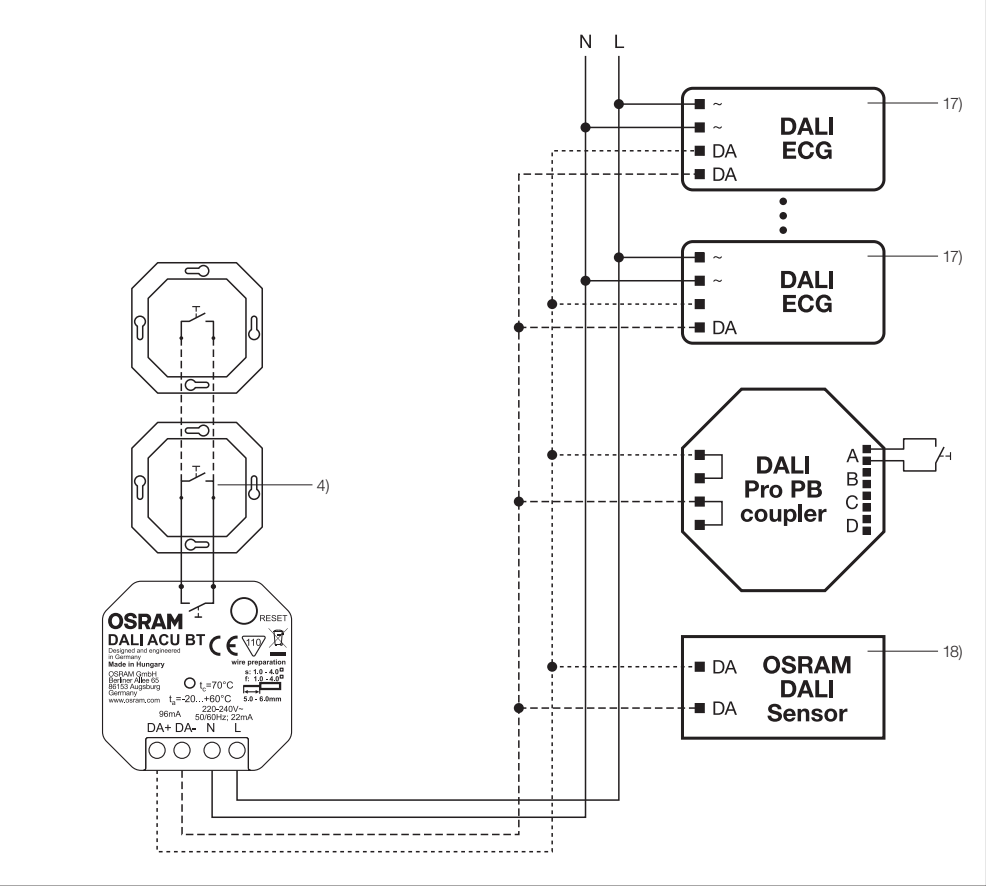 N L
~
~
DA
DA
DALI
ECG
17)
~
~
DA
DALI
ECG
17)
4)
DALI
Pro PB
coupler
A
B
C
D
OSRAM
DALI ACU BT
Designed and engineered
in Germany
Made in Hungary
OSRAM GmbH
Berliner Allee 65
86153 Augsburg
Germany
www.osram.com
RESET
CE
110
wire preparation
s: 1.0 - 4.0
f: 1.0 - 4.0
5.0 - 6.0mm
tc=70°C
ta=-20...+60°C
96mA
220-240V~
50/60Hz; 22mA
DA+ DA- N L
DA
DA
OSRAM
DALI
Sensor
18)